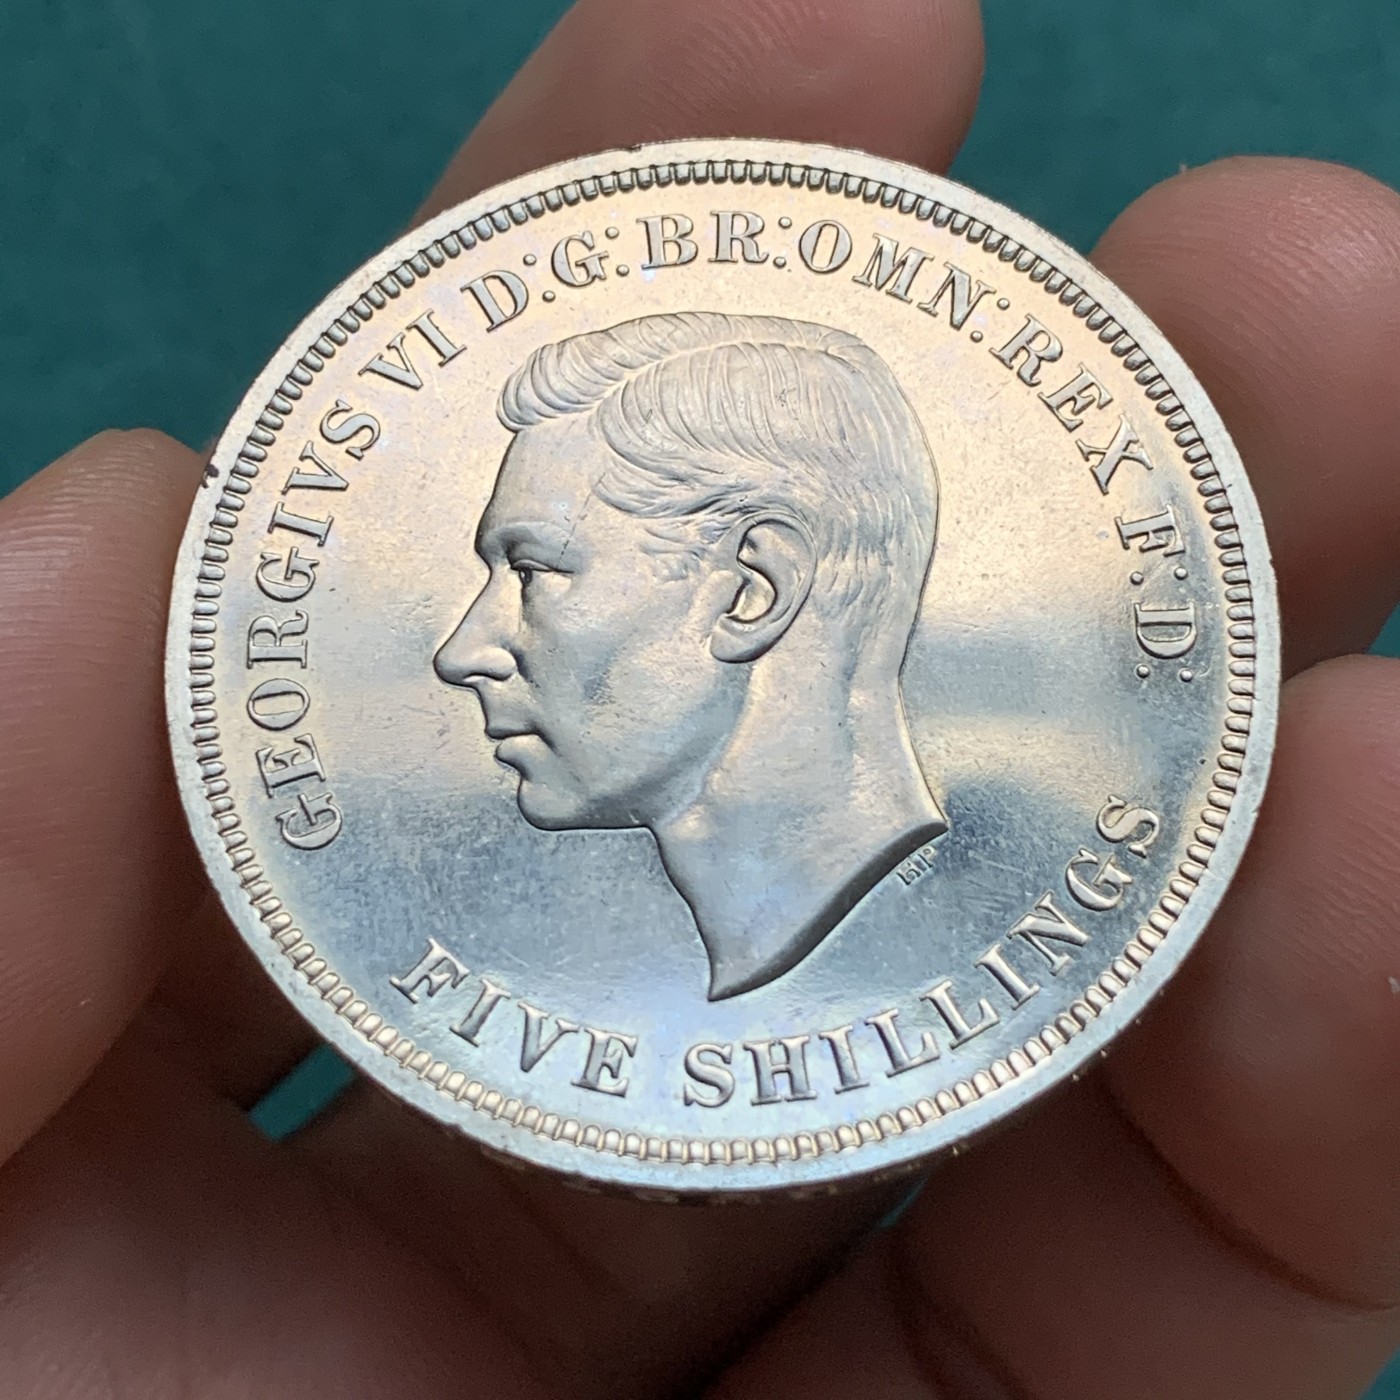 GEORGIVS VI D:G:BR:OMN:REX F:D:
FIVE SHILLINGS
HP